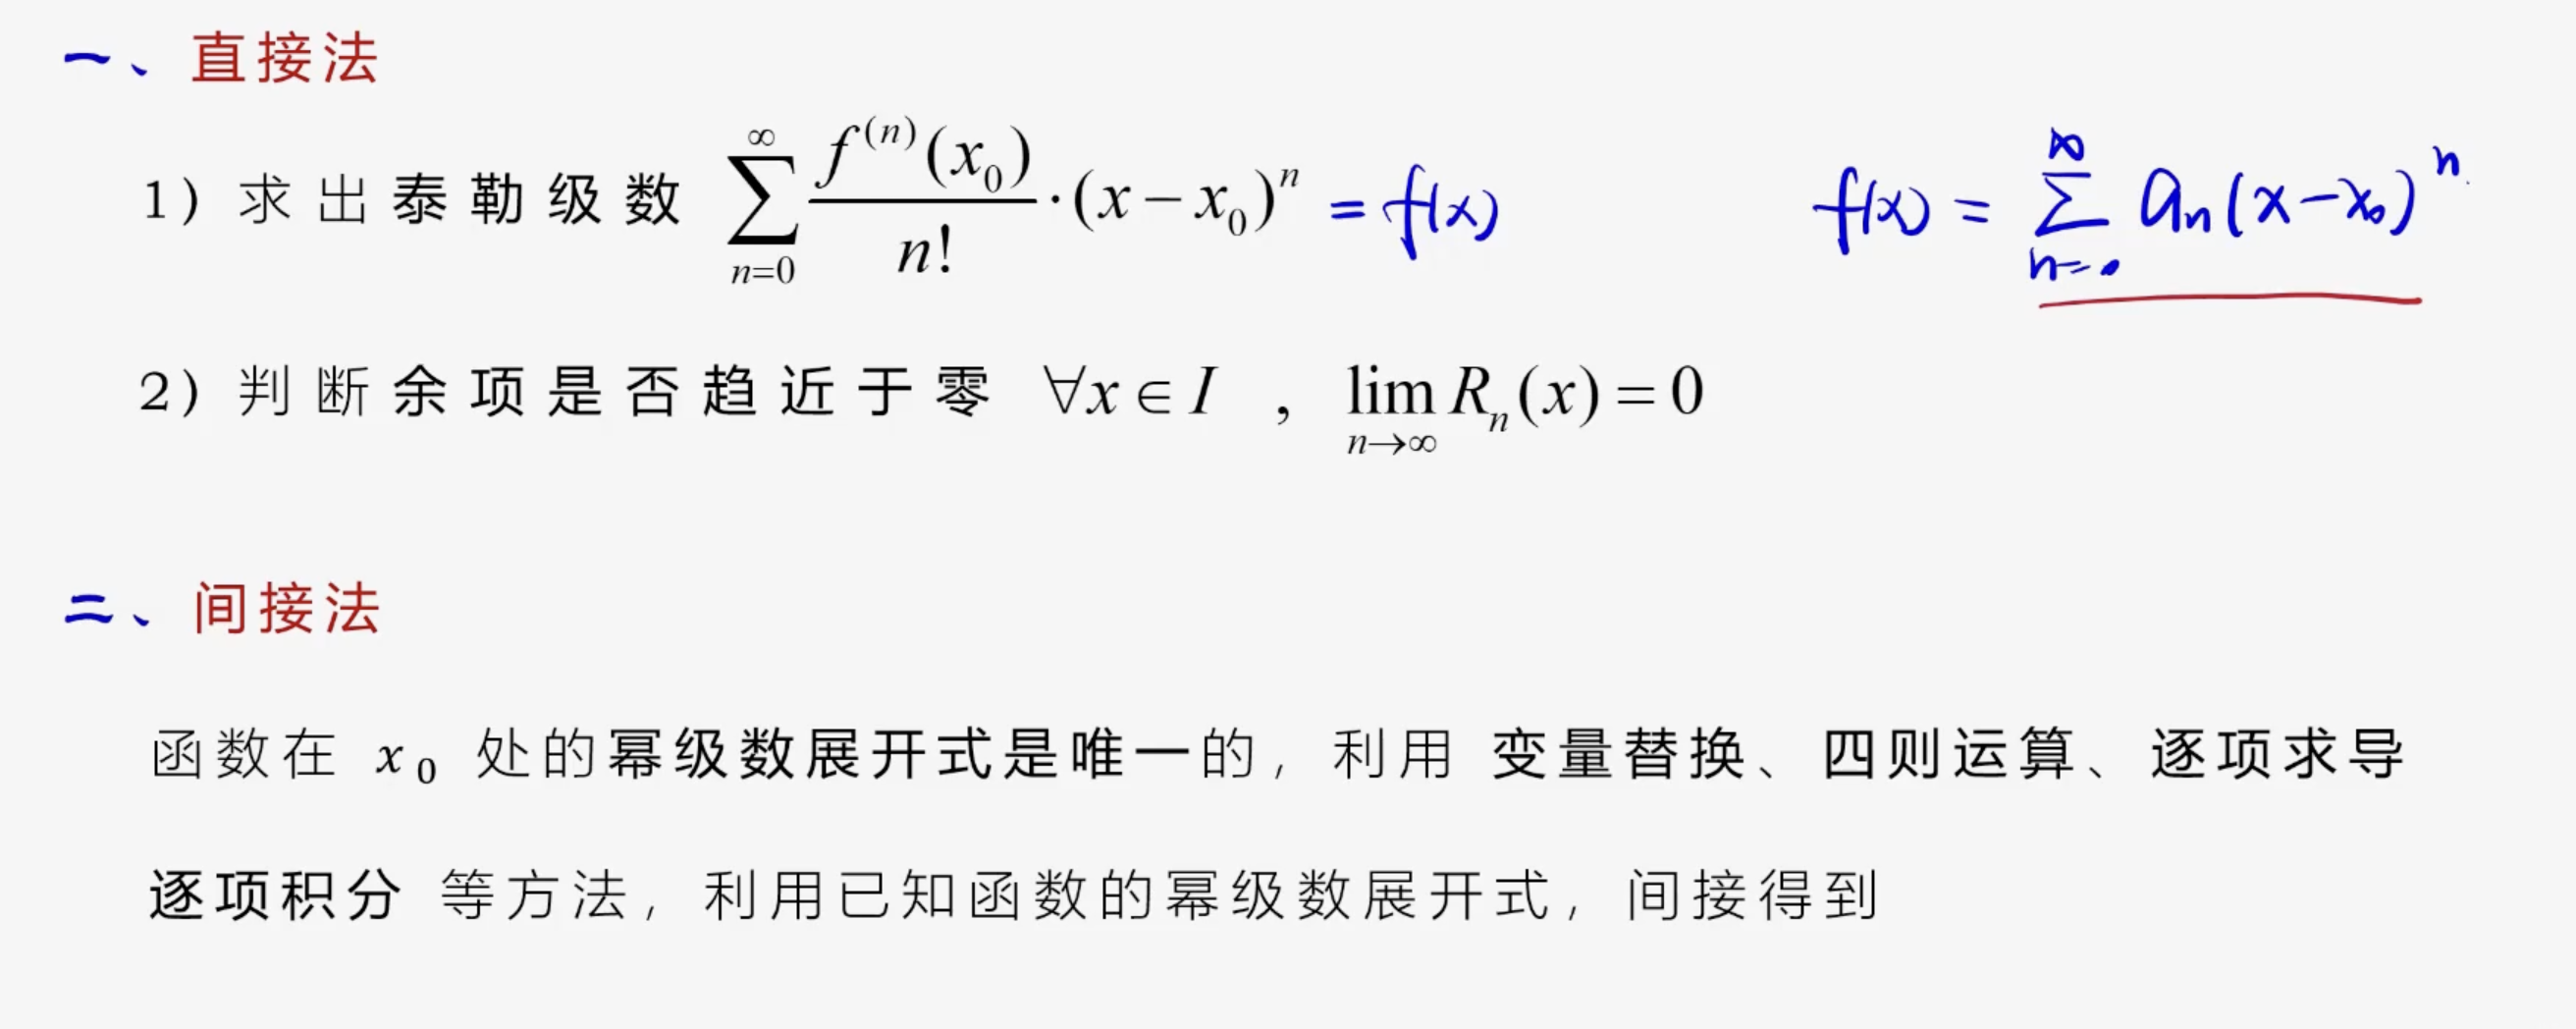 一、直接法
1) 求出泰勒级数 \sum_{n=0}^{\infty} \frac{f^{(n)}(x_0)}{n!} \cdot (x - x_0)^n = f(x)    f(x) = \sum_{n=0}^{\infty} a_n (x - x_0)^n
2) 判断余项是否趋近于零 ∀x ∈ I , \lim_{n→∞} R_n(x) = 0
二、间接法
函数在 x_0 处的幂级数展开式是唯一的, 利用 变量替换、四则运算、逐项求导
逐项积分 等方法, 利用已知函数的幂级数展开式, 间接得到